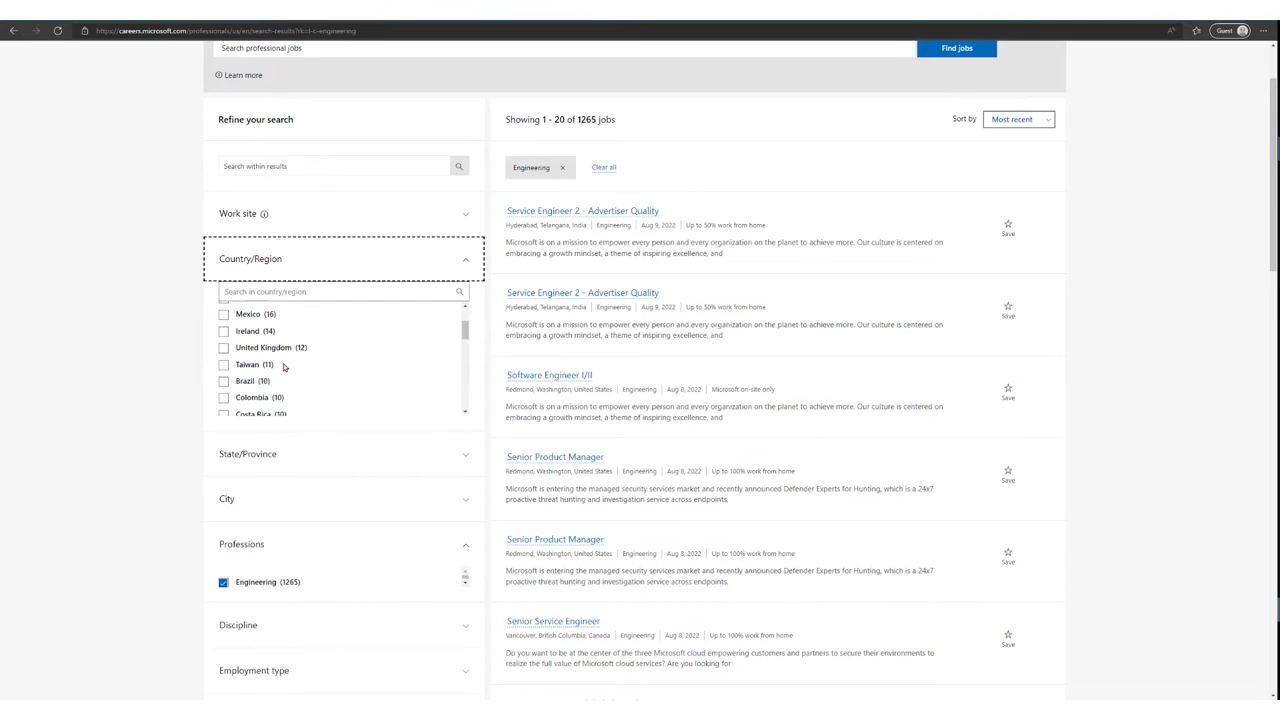 https://careers.microsoft.com/professionals/us/en/search-results?rk=l-c-engineering
Guest
Search professional jobs
Find jobs
Learn more
Refine your search
Showing 1 - 20 of 1265 jobs
Sort by
Most recent
Search within results
Engineering
Clear all
Work site
Country/Region
Search in country/region
Mexico (16)
Ireland (14)
United Kingdom (12)
Taiwan (11)
Brazil (10)
Colombia (10)
Costa Rica (10)
State/Province
City
Professions
Engineering (1265)
Discipline
Employment type
Service Engineer 2 - Advertiser Quality
Hyderabad, Telangana, India | Engineering | Aug 9, 2022 | Up to 50% work from home
Microsoft is on a mission to empower every person and every organization on the planet to achieve more. Our culture is centered on
embracing a growth mindset, a theme of inspiring excellence, and
Save
Service Engineer 2 - Advertiser Quality
Hyderabad, Telangana, India | Engineering | Aug 9, 2022 | Up to 50% work from home
Microsoft is on a mission to empower every person and every organization on the planet to achieve more. Our culture is centered on
embracing a growth mindset, a theme of inspiring excellence, and
Save
Software Engineer I/II
Redmond, Washington, United States | Engineering | Aug 8, 2022 | Microsoft on-site only
Microsoft is on a mission to empower every person and every organization on the planet to achieve more. Our culture is centered on
embracing a growth mindset, a theme of inspiring excellence, and
Save
Senior Product Manager
Redmond, Washington, United States | Engineering | Aug 8, 2022 | Up to 100% work from home
Microsoft is entering the managed security services market and recently announced Defender Experts for Hunting, which is a 24x7
proactive threat hunting and investigation service across endpoints,
Save
Senior Product Manager
Redmond, Washington, United States | Engineering | Aug 8, 2022 | Up to 100% work from home
Microsoft is entering the managed security services market and recently announced Defender Experts for Hunting, which is a 24x7
proactive threat hunting and investigation service across endpoints,
Save
Senior Service Engineer
Vancouver, British Columbia, Canada | Engineering | Aug 8, 2022 | Up to 100% work from home
Do you want to be at the center of the three Microsoft cloud empowering customers and partners to secure their environments to
realize the full value of Microsoft cloud services? Are you looking for
Save